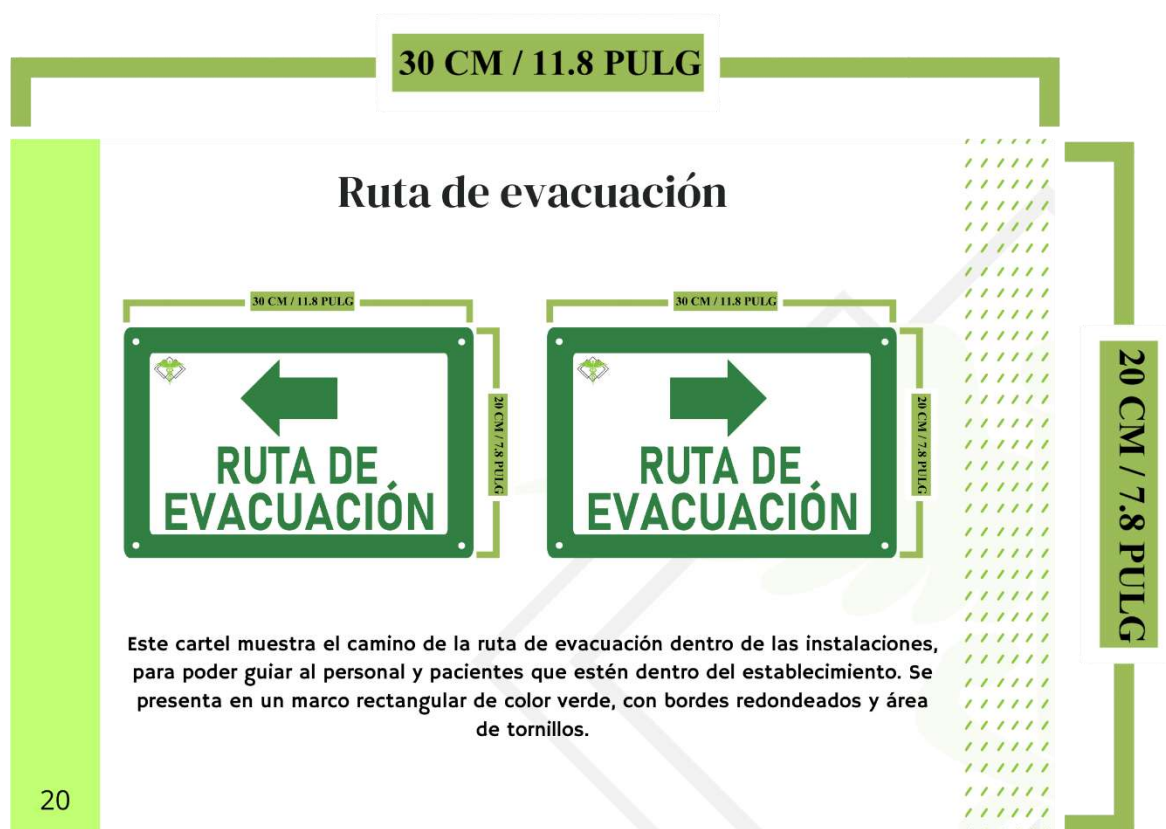 30 CM / 11.8 PULG
Ruta de evacuación
30 CM / 11.8 PULG
20 CM / 7.8 PULG
RUTA DE
EVACUACIÓN
30 CM / 11.8 PULG
20 CM / 7.8 PULG
RUTA DE
EVACUACIÓN
20 CM / 7.8 PULG
Este cartel muestra el camino de la ruta de evacuación dentro de las instalaciones,
para poder guiar al personal y pacientes que estén dentro del establecimiento. Se
presenta en un marco rectangular de color verde, con bordes redondeados y área
de tornillos.
20